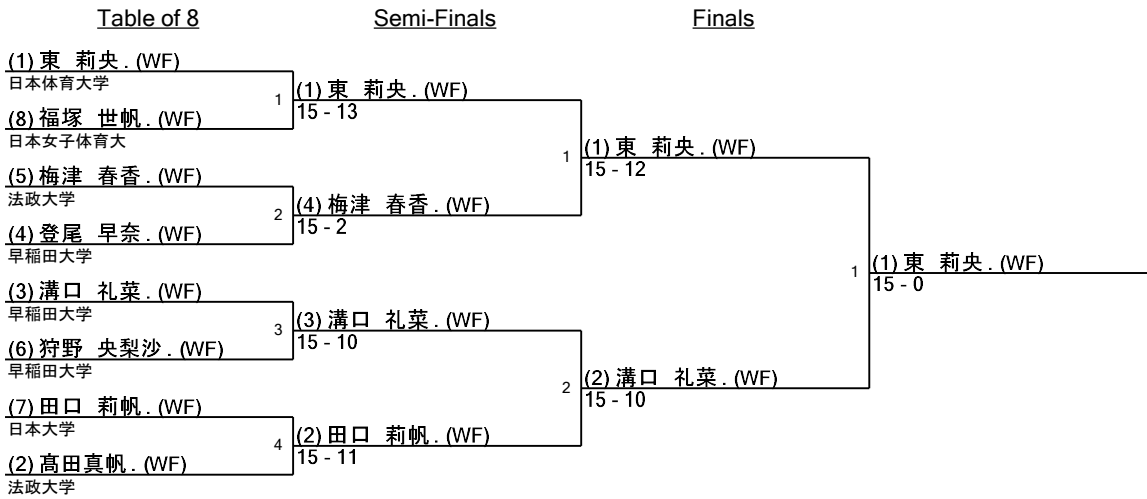 Table of 8
Semi-Finals
Finals
(1) 東　莉央 . (WF)
日本体育大学
1
(1) 東　莉央 . (WF)
15 - 13
(8) 福塚　世帆 . (WF)
日本女子体育大
1
(1) 東　莉央 . (WF)
15 - 12
(5) 梅津　春香 . (WF)
法政大学
2
(4) 梅津　春香 . (WF)
15 - 2
(4) 登尾　早奈 . (WF)
早稲田大学
1
(1) 東　莉央 . (WF)
15 - 0
(3) 溝口　礼菜 . (WF)
早稲田大学
3
(3) 溝口　礼菜 . (WF)
15 - 10
(6) 狩野　央梨沙 . (WF)
早稲田大学
2
(2) 溝口　礼菜 . (WF)
15 - 10
(7) 田口　莉帆 . (WF)
日本大学
4
(2) 田口　莉帆 . (WF)
15 - 11
(2) 髙田真帆 . (WF)
法政大学